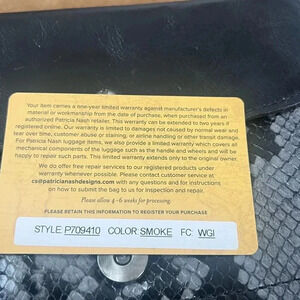 Your item carries a one-year limited warranty against manufacturer's defects in
material or workmanship from the date of purchase, when purchased from an
authorized Patricia Nash retailer. This warranty can be extended to two years if
registered online. Our warranty is limited to damages not caused by normal wear and
tear over time, customer abuse or staining, or airline handling or other transit damage.
For Patricia Nash luggage items, we also provide a limited warranty which covers all
mechanical components of the luggage such as the handle and wheels and will be
happy to repair such parts. This limited warranty extends only to the original owner.
We do offer free repair services to our registered products under
warranty whenever possible. Please contact customer service at
cs@patricianashdesigns.com with any questions and for instructions
on how to submit the bag to us for inspection and repair.
Please allow 4-6 weeks for processing.
PLEASE RETAIN THIS INFORMATION TO REGISTER YOUR PURCHASE
STYLE P709410 COLOR: SMOKE FC WGI